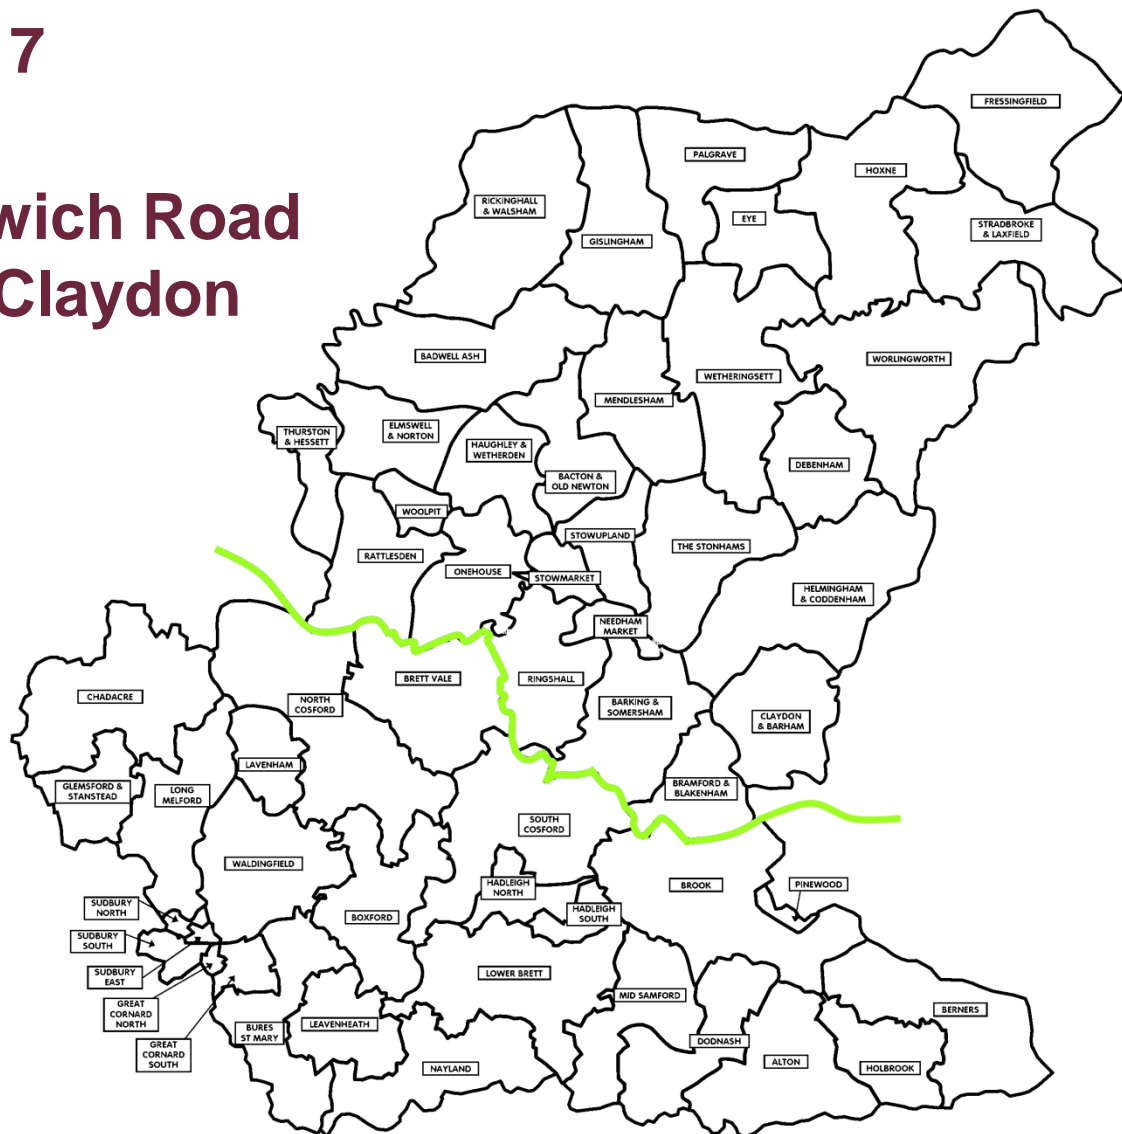 7
wich Road
Claydon
FRESSINGFIELD
PALGRAVE
HOXNE
RICKINGHALL
& WALSHAM
EYE
STRADBROKE
& LAXFIELD
GISLINGHAM
BADWELL ASH
WORLINGWORTH
WETHERINGSETT
MENDLESHAM
THURSTON
& HESSETT
ELMSWELL
& NORTON
HAUGHLEY &
WETHERDEN
DEBENHAM
BACTON &
OLD NEWTON
WOOLPIT
STOWUPLAND
THE STONHAMS
RATTLESDEN
ONEHOUSE
STOWMARKET
HELMINGHAM
& CODDENHAM
NEEDHAM
MARKET
CHADACRE
BRETT VALE
RINGSHALL
NORTH
COSFORD
BARKING &
SOMERSHAM
CLAYDON
& BARHAM
LAVENHAM
GLEMSFORD &
STANSTEAD
LONG
MELFORD
BRAMFORD &
BLAKENHAM
SOUTH
COSFORD
WALDINGFIELD
HADLEIGH
NORTH
BROOK
PINEWOOD
SUDBURY
NORTH
BOXFORD
HADLEIGH
SOUTH
SUDBURY
SOUTH
SUDBURY
EAST
LOWER BRETT
MID SAMFORD
BERNERS
GREAT
CORNARD
NORTH
BURES
ST MARY
LEAVENHEATH
DODNASH
GREAT
CORNARD
SOUTH
NAYLAND
ALTON
HOLBROOK